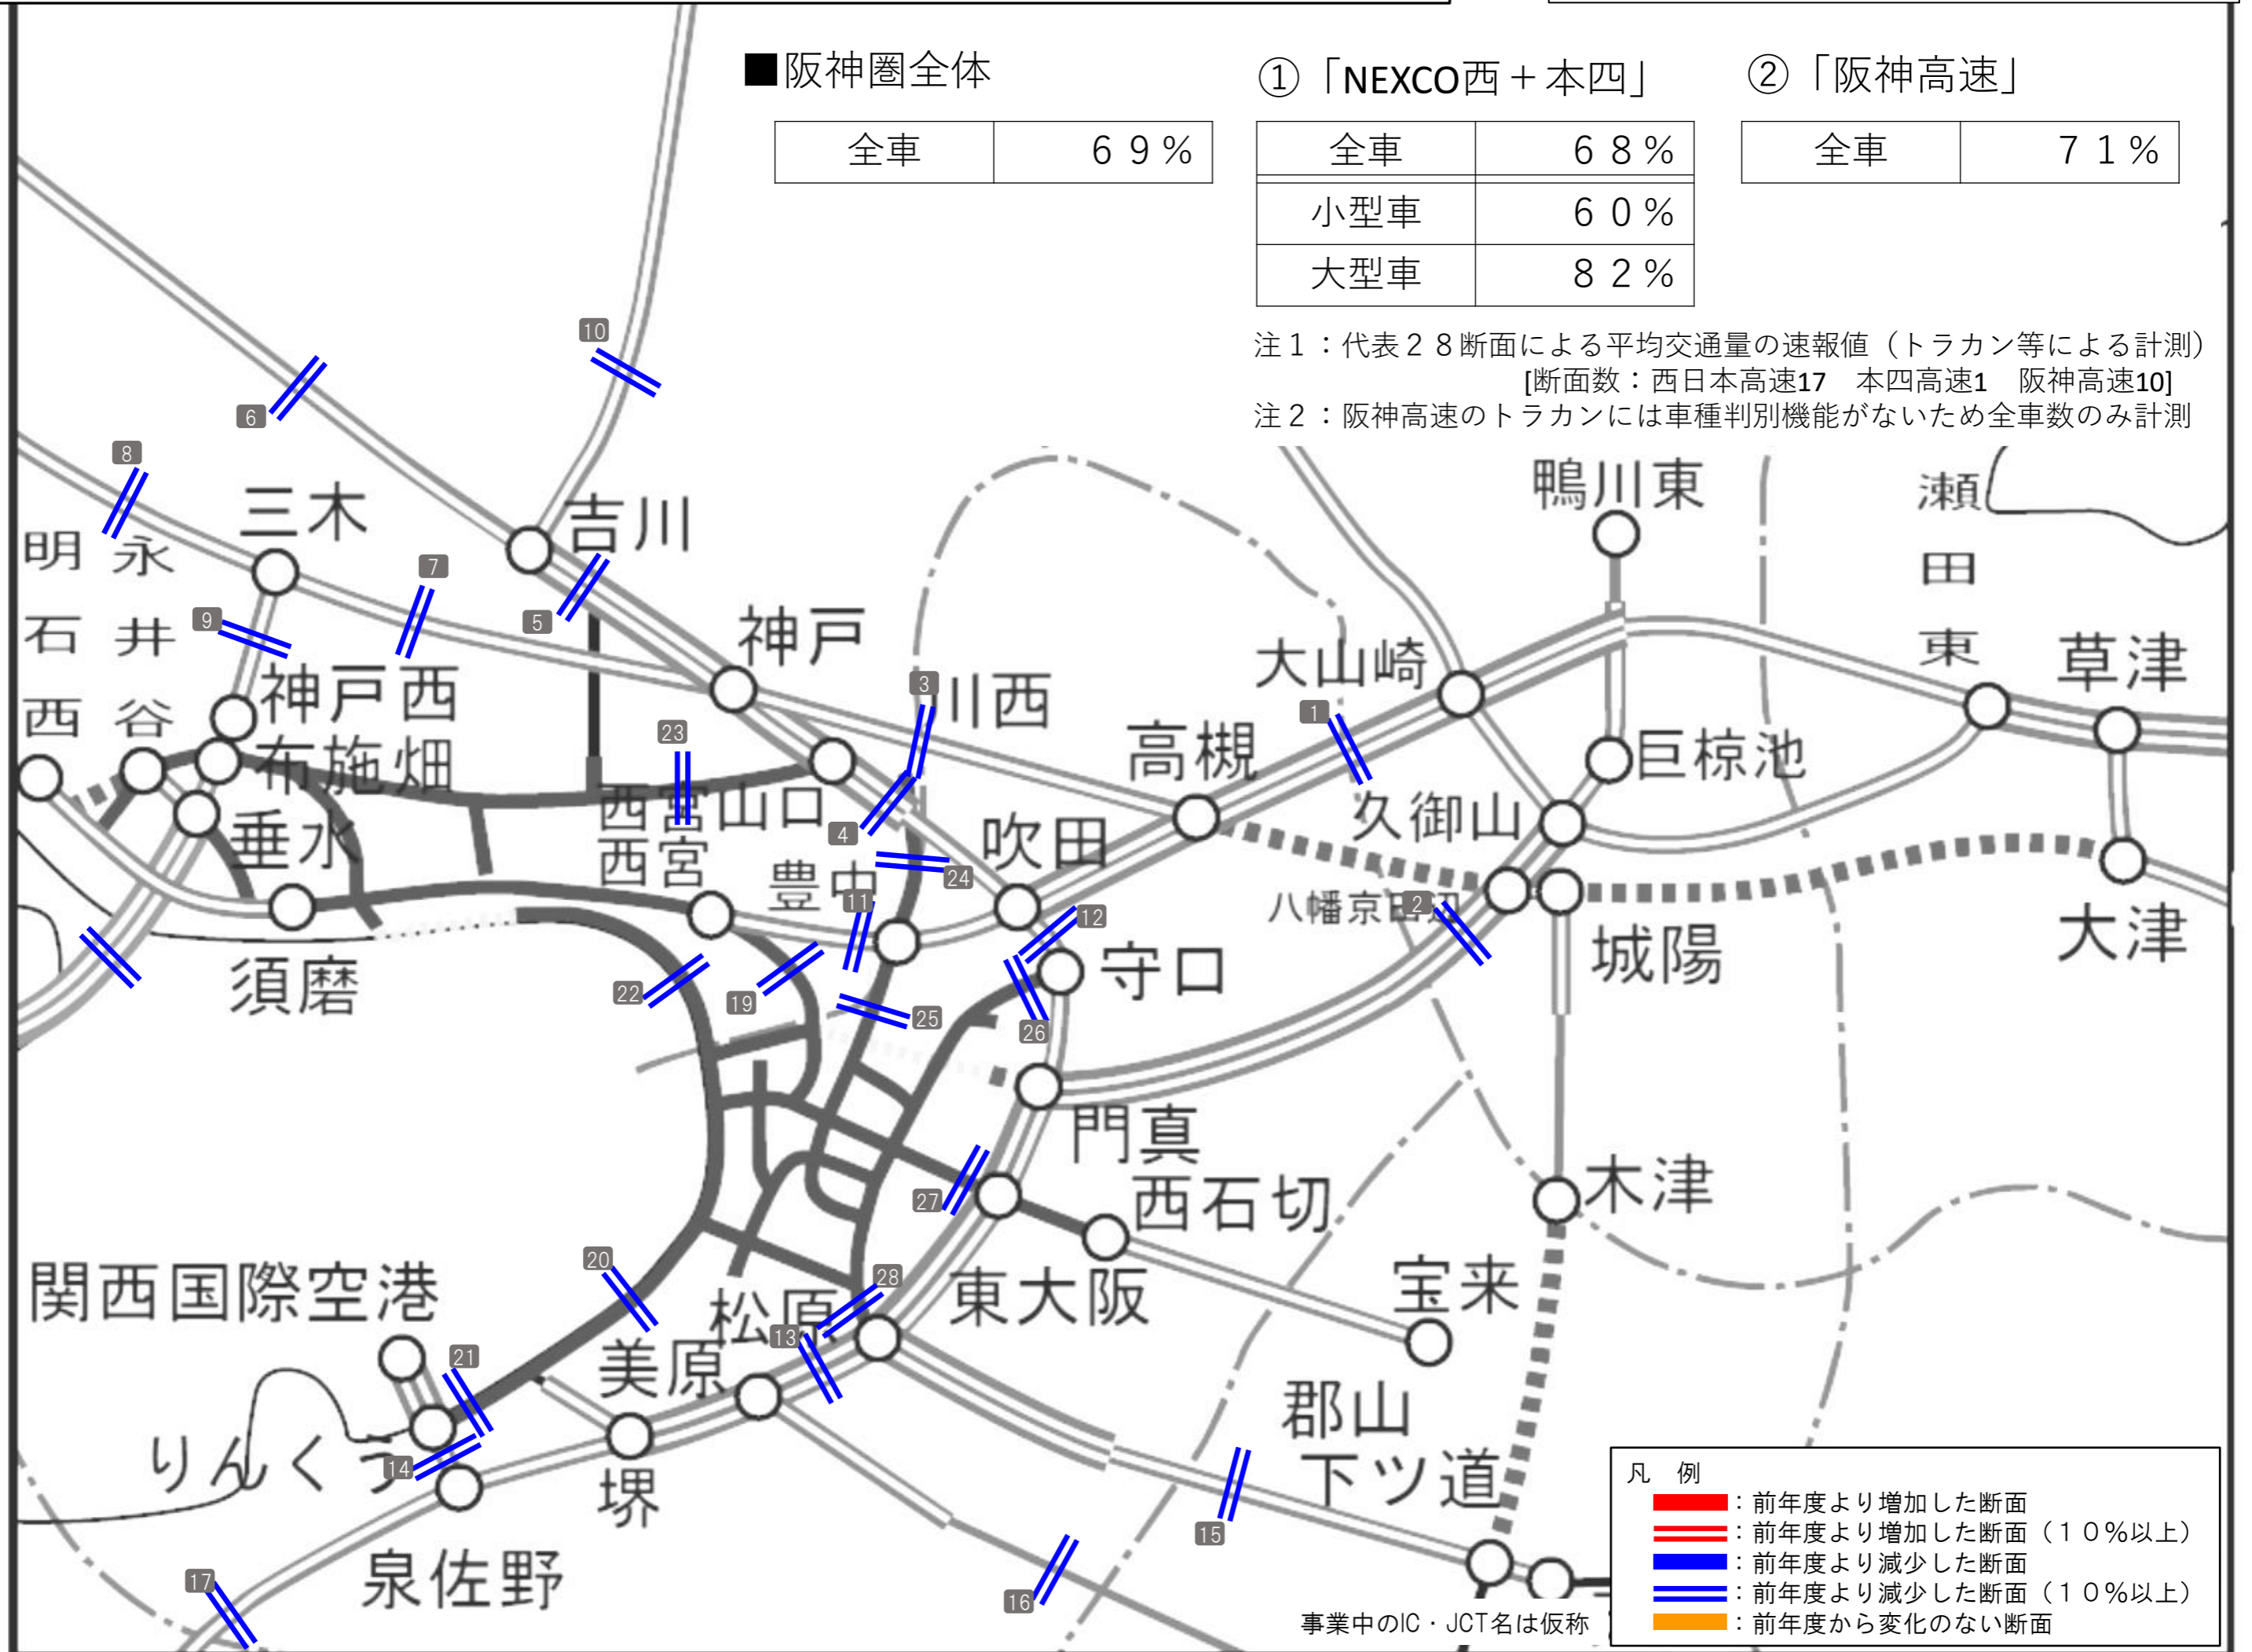 ■阪神圏全体
全車 ６９％
①「NEXCO西＋本四」
全車 ６８％
小型車 ６０％
大型車 ８２％
②「阪神高速」
全車 ７１％
注１：代表２８断面による平均交通量の速報値（トラカン等による計測）
[断面数：西日本高速17　本四高速1　阪神高速10]
注２：阪神高速のトラカンには車種判別機能がないため全車数のみ計測
10
6
8
三木
吉川
鴨川東
瀬田東
明石西
永井谷
7
5
9
神戸
神戸西
3
川西
大山崎
草津
1
23
布施畑
高槻
巨椋池
西宮山口
4
吹田
久御山
垂水
西宮
豊中
24
11
12
八幡京田辺
2
大津
須磨
守口
城陽
22
19
25
26
門真
27
西石切
木津
20
関西国際空港
28
松原
東大阪
宝来
13
21
美原
郡山
下ツ道
りんくう
14
堺
15
泉佐野
17
16
事業中のIC・JCT名は仮称
凡　例
：前年度より増加した断面
：前年度より増加した断面（１０％以上）
：前年度より減少した断面
：前年度より減少した断面（１０％以上）
：前年度から変化のない断面